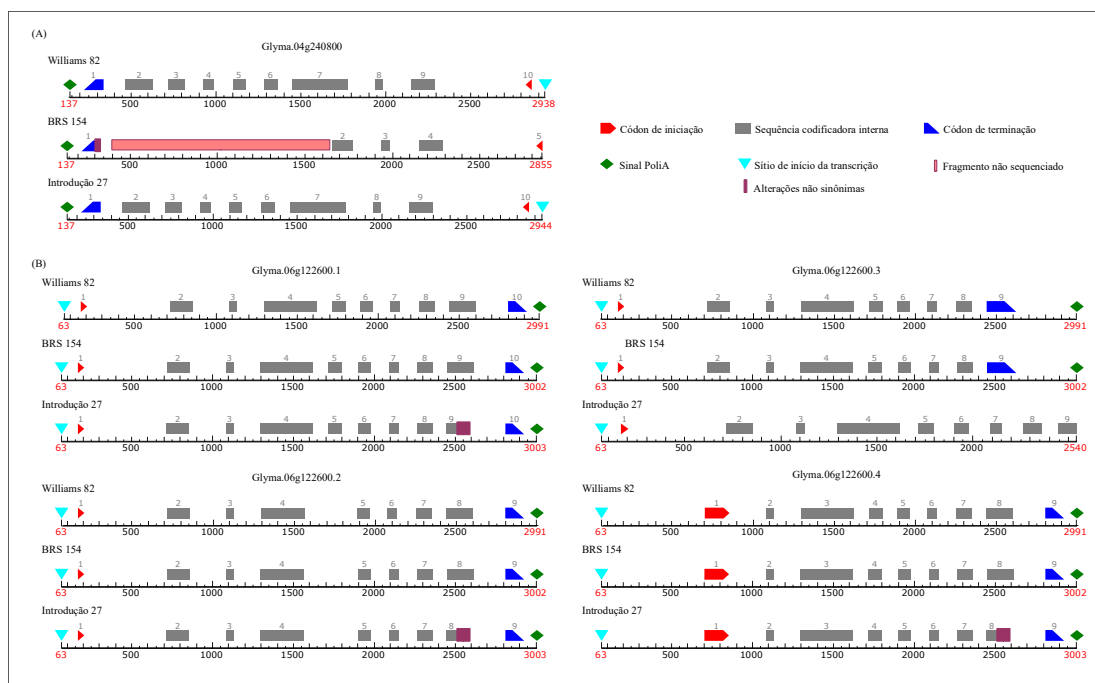 (A)
Glyma.04g240800
Williams 82
1 2 3 4 5 6 7 8 9 10
137 500 1000 1500 2000 2500 2938
BRS 154
1 2 3 4 5
137 500 1000 1500 2000 2500 2855
Introdução 27
1 2 3 4 5 6 7 8 9 10
137 500 1000 1500 2000 2500 2944
Códon de iniciação
Sequência codificadora interna
Códon de terminação
Sinal PoliA
Sítio de início da transcrição
Fragmento não sequenciado
Alterações não sinônimas
(B)
Glyma.06g122600.1
Williams 82
1 2 3 4 5 6 7 8 9 10
63 500 1000 1500 2000 2500 2991
BRS 154
1 2 3 4 5 6 7 8 9 10
63 500 1000 1500 2000 2500 3002
Introdução 27
1 2 3 4 5 6 7 8 9 10
63 500 1000 1500 2000 2500 3003
Glyma.06g122600.3
Williams 82
1 2 3 4 5 6 7 8 9
63 500 1000 1500 2000 2500 2991
BRS 154
1 2 3 4 5 6 7 8 9
63 500 1000 1500 2000 2500 3002
Introdução 27
1 2 3 4 5 6 7 8 9
63 500 1000 1500 2000 2540
Glyma.06g122600.2
Williams 82
1 2 3 4 5 6 7 8 9
63 500 1000 1500 2000 2500 2991
BRS 154
1 2 3 4 5 6 7 8 9
63 500 1000 1500 2000 2500 3002
Introdução 27
1 2 3 4 5 6 7 8 9
63 500 1000 1500 2000 2500 3003
Glyma.06g122600.4
Williams 82
1 2 3 4 5 6 7 8 9
63 500 1000 1500 2000 2500 2991
BRS 154
1 2 3 4 5 6 7 8 9
63 500 1000 1500 2000 2500 3002
Introdução 27
1 2 3 4 5 6 7 8 9
63 500 1000 1500 2000 2500 3003